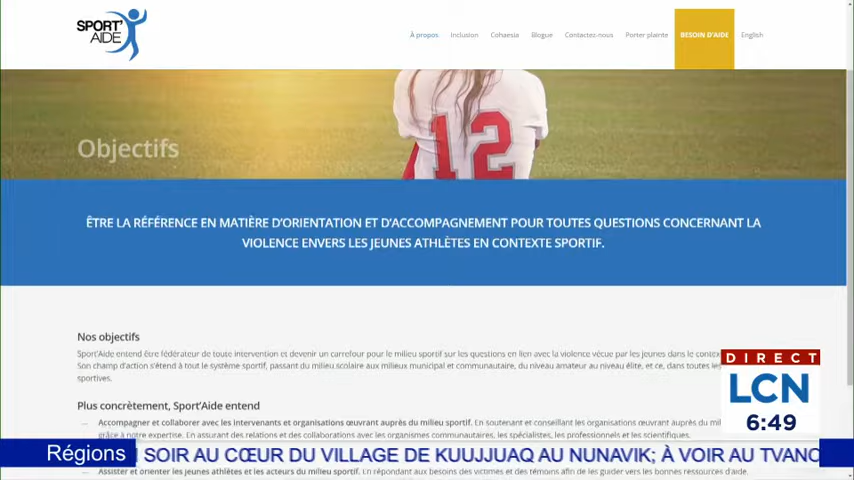 SPORT'
AIDE
À propos Inclusion Cohaesia Blogue Contactez-nous Porter plainte BESOIN D'AIDE English
Objectifs
12
ÊTRE LA RÉFÉRENCE EN MATIÈRE D'ORIENTATION ET D'ACCOMPAGNEMENT POUR TOUTES QUESTIONS CONCERNANT LA
VIOLENCE ENVERS LES JEUNES ATHLÈTES EN CONTEXTE SPORTIF.
Nos objectifs
Sport'Aide entend être fédérateur de toute intervention et devenir un carrefour pour le milieu sportif sur les questions en lien avec la violence vécue par les jeunes dans le
Son champ d'action s'étend à tout le système sportif, passant du milieu scolaire aux milieux municipal et communautaire, du niveau amateur au niveau élite, et ce, dans toutes
sportives.
DIRECT
LCN
6:49
Plus concrètement, Sport'Aide entend
— Accompagner et collaborer avec les intervenants et organisations œuvrant auprès du milieu sportif. En soutenant et conseillant les organisations œuvrant auprès du
grâce à notre expertise. En assurant des relations et des collaborations avec les organismes communautaires, les spécialistes, les professionnels et les scientifiques.
Régions SOIR AU CŒUR DU VILLAGE DE KUUJJUAQ AU NUNAVIK; À VOIR AU TVANO
— Assister et orienter les jeunes athlètes et les acteurs du milieu sportif. En répondant aux besoins des victimes et des témoins afin de les guider vers les bonnes ressources d'aide.